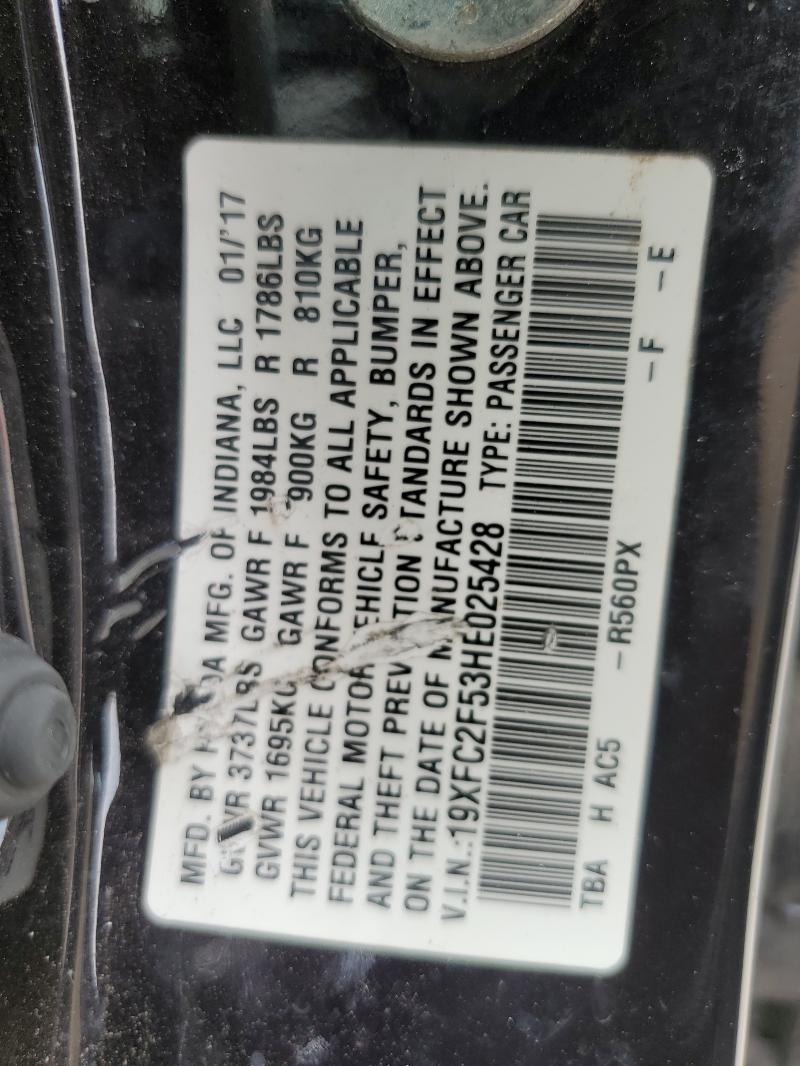 MFD. BY HONDA MFG. OF INDIANA, LLC 01/'17
GVWR 3737LBS GAWR F 1984LBS R 1786LBS
GVWR 1695KG GAWR F 900KG R 810KG
THIS VEHICLE CONFORMS TO ALL APPLICABLE
FEDERAL MOTOR VEHICLE SAFETY, BUMPER,
AND THEFT PREVENTION STANDARDS IN EFFECT
ON THE DATE OF MANUFACTURE SHOWN ABOVE.
V.I.N.:19XFC2F53HE025428 TYPE: PASSENGER CAR
TBA H AC5 –R560PX –F –E